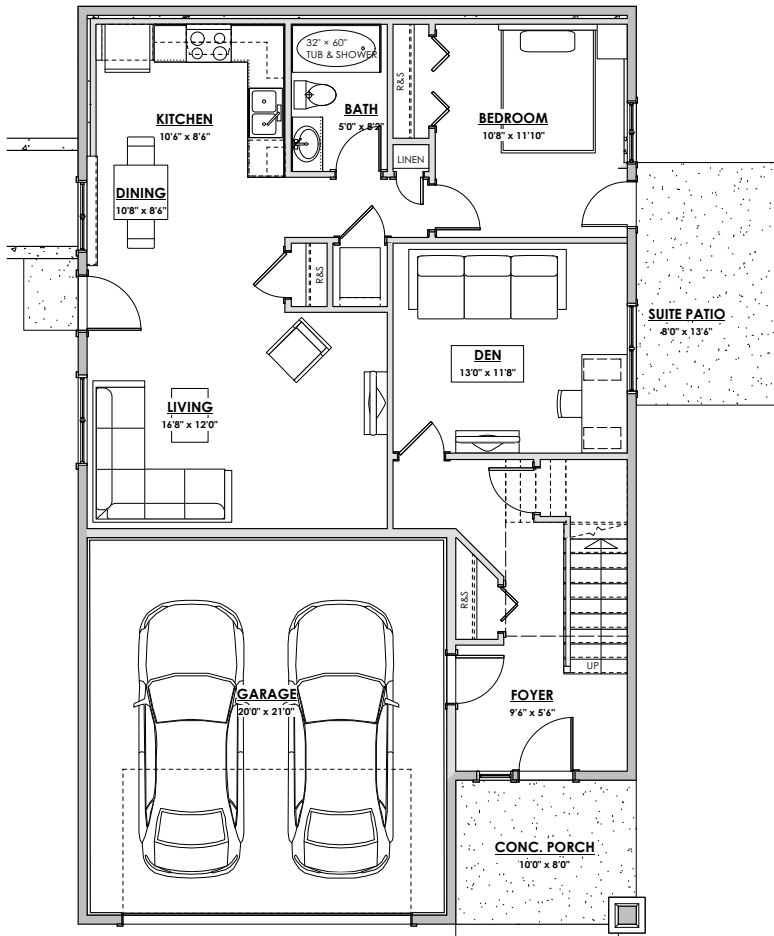 32" × 60"
TUB & SHOWER
R&S
KITCHEN
10'6" x 8'6"
BATH
5'0" x 8'2"
BEDROOM
10'8" x 11'10"
LINEN
DINING
10'8" x 8'6"
R&S
SUITE PATIO
8'0" x 13'6"
DEN
13'0" x 11'8"
LIVING
16'8" x 12'0"
R&S
UP
GARAGE
20'0" x 21'0"
FOYER
9'6" x 5'6"
CONC. PORCH
10'0" x 8'0"